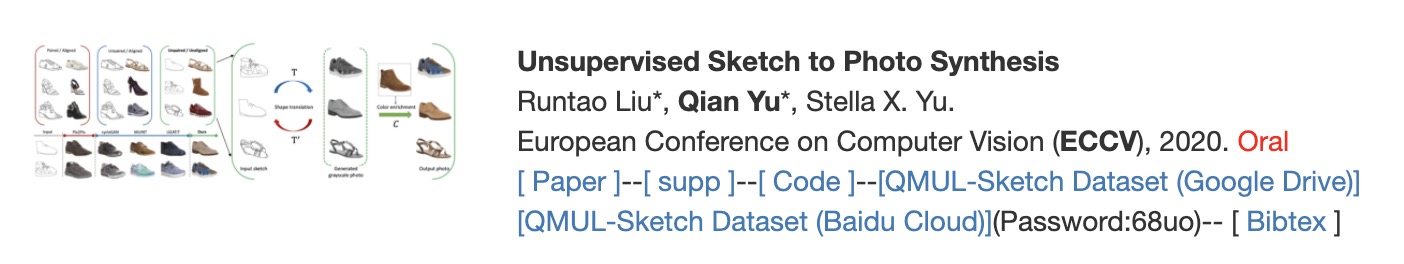 Paired / Aligned
Unpaired / Aligned
Unpaired / Unaligned
T
Shape translation
T'
Color enrichment
C
Input
Pix2Pix
cycleGAN
MUNIT
UGATIT
Ours
Input sketch
Generated
grayscale photo
Output photo
Unsupervised Sketch to Photo Synthesis
Runtao Liu*, Qian Yu*, Stella X. Yu.
European Conference on Computer Vision (ECCV), 2020. Oral
[ Paper ]--[ supp ]--[ Code ]--[QMUL-Sketch Dataset (Google Drive)]
[QMUL-Sketch Dataset (Baidu Cloud)](Password:68uo)-- [ Bibtex ]